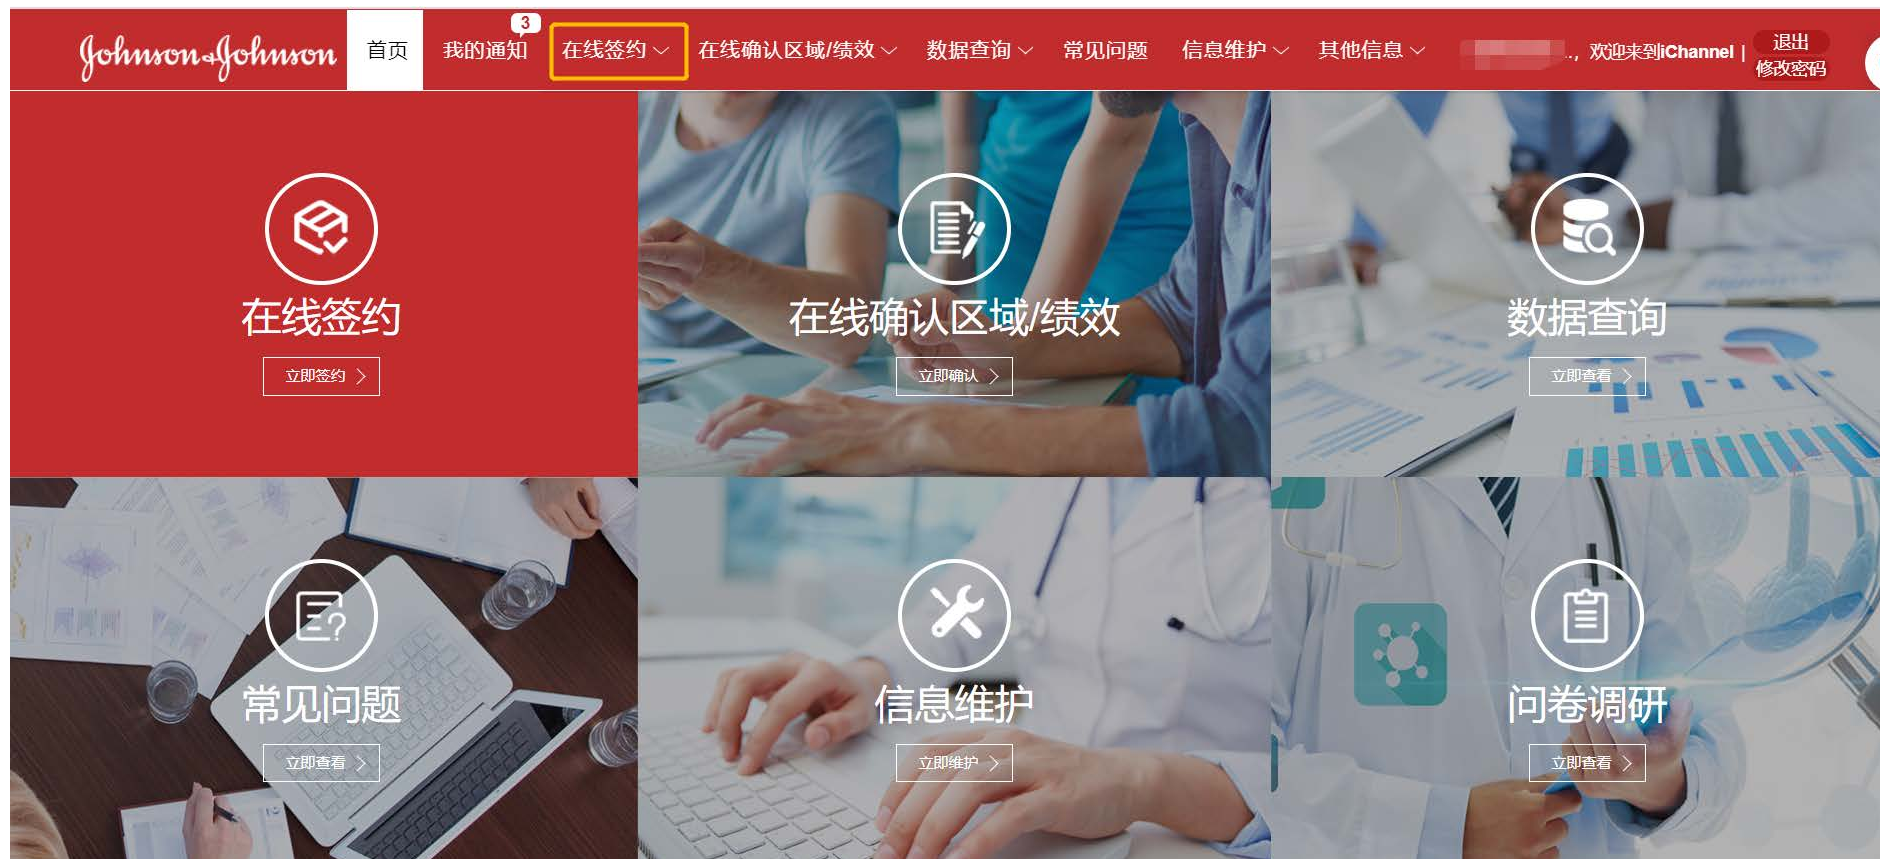 Johnson&Johnson
首页
我的通知
3
在线签约
在线确认区域/绩效
数据查询
常见问题
信息维护
其他信息
..，欢迎来到iChannel |
退出
修改密码
在线签约
立即签约
在线确认区域/绩效
立即确认
数据查询
立即查看
常见问题
立即查看
信息维护
立即维护
问卷调研
立即查看